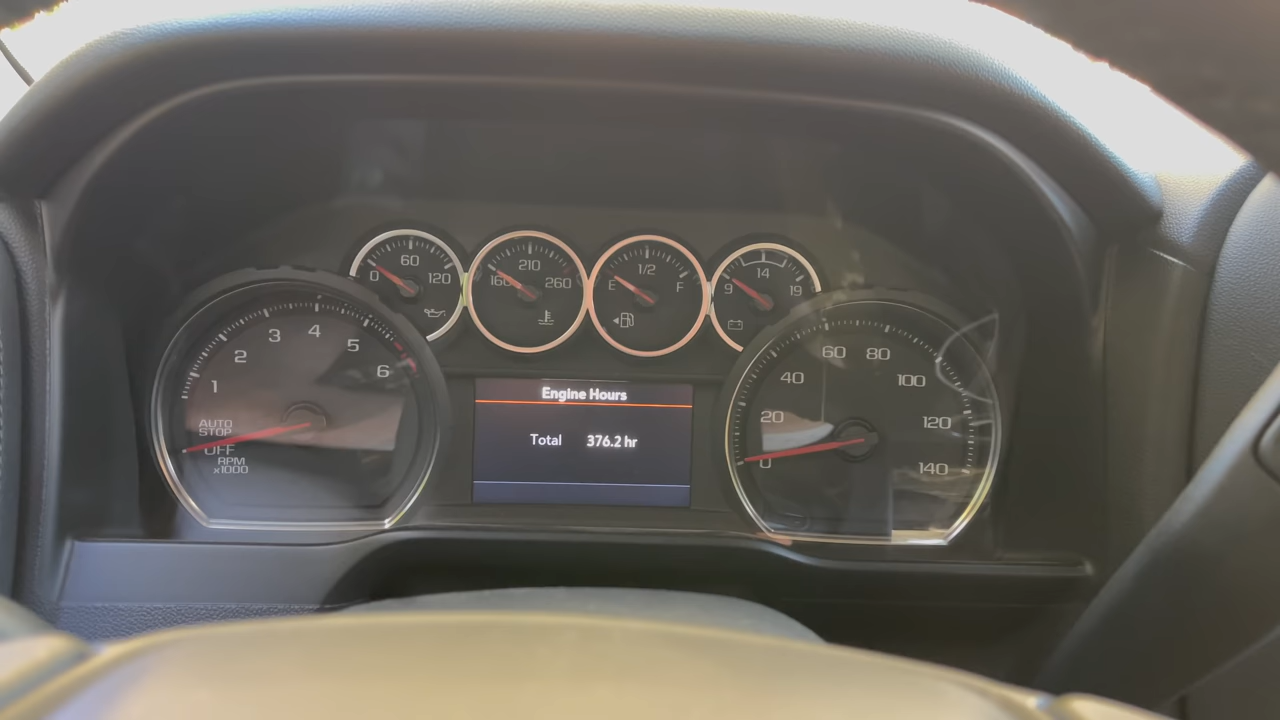 0 60 120
160 210 260
E 1/2 F
9 14 19
1 2 3 4 5 6
AUTO
STOP
OFF
RPM
x1000
Engine Hours
Total 376.2 hr
0 20 40 60 80 100 120 140